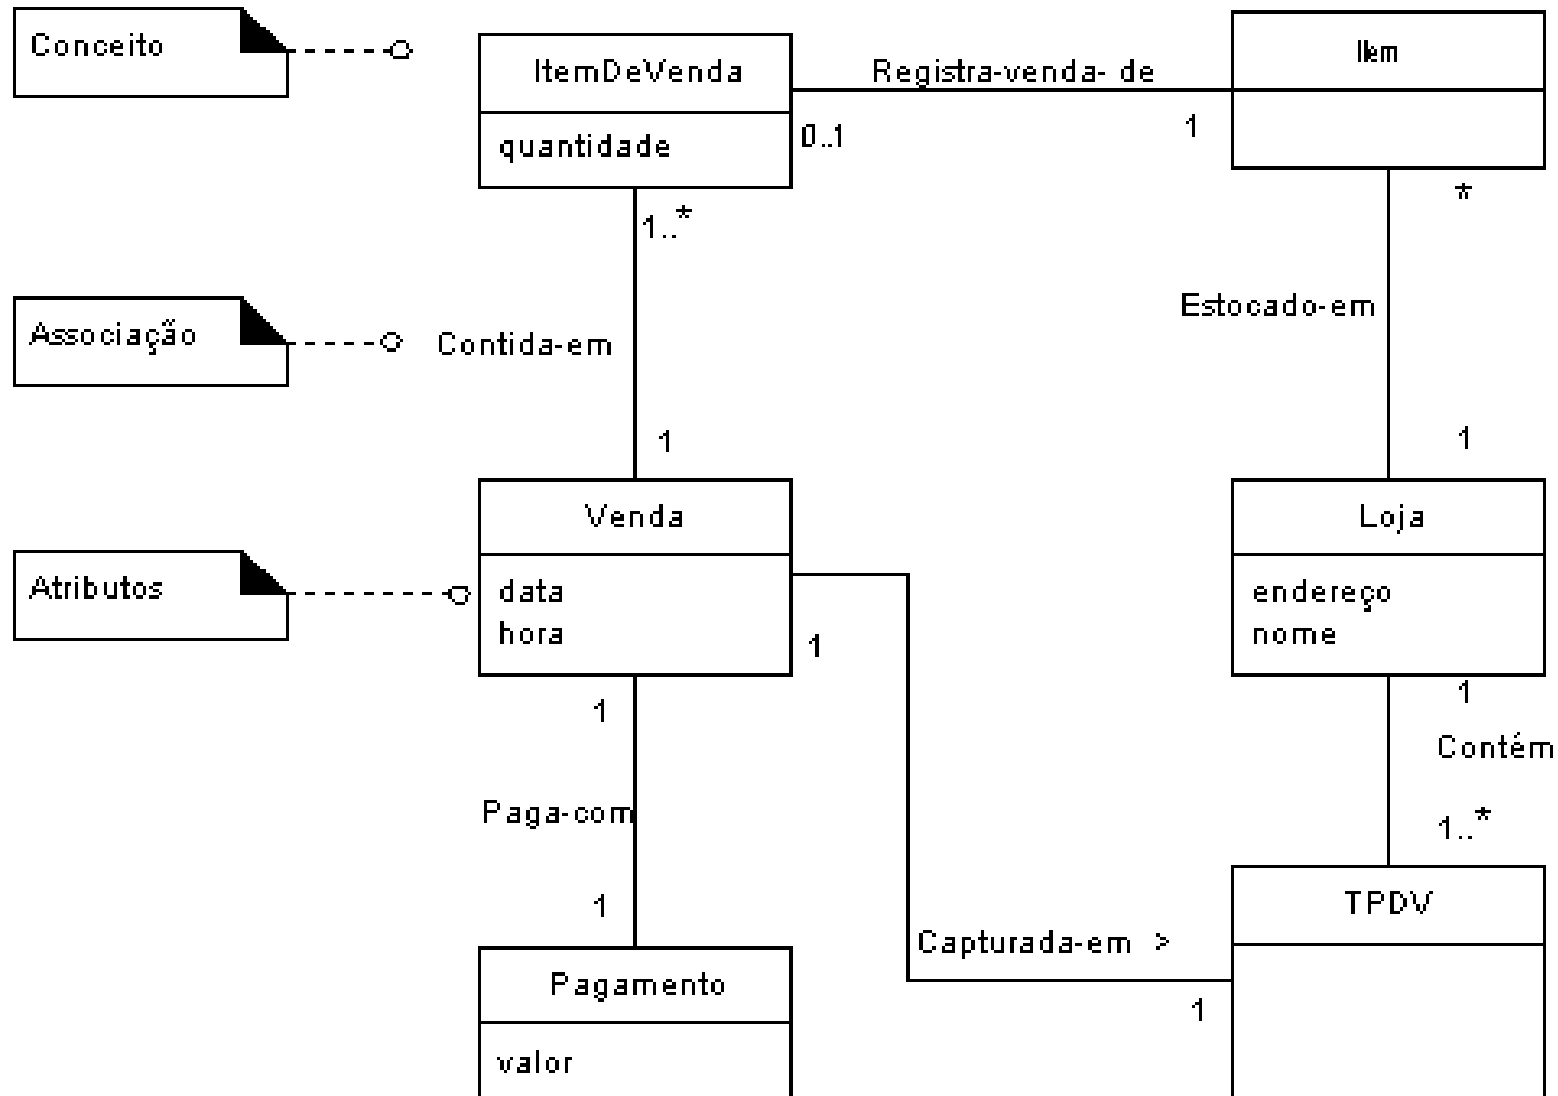 Conceito
ItemDeVenda
quantidade
Registra-venda- de
0..1
1
Item
*
1..*
Associação
Contida-em
Estocado-em
1
1
Atributos
Venda
data
hora
1
Loja
endereço
nome
1
1
Contém
Paga-com
1..*
1
TPDV
Capturada-em >
1
Pagamento
valor